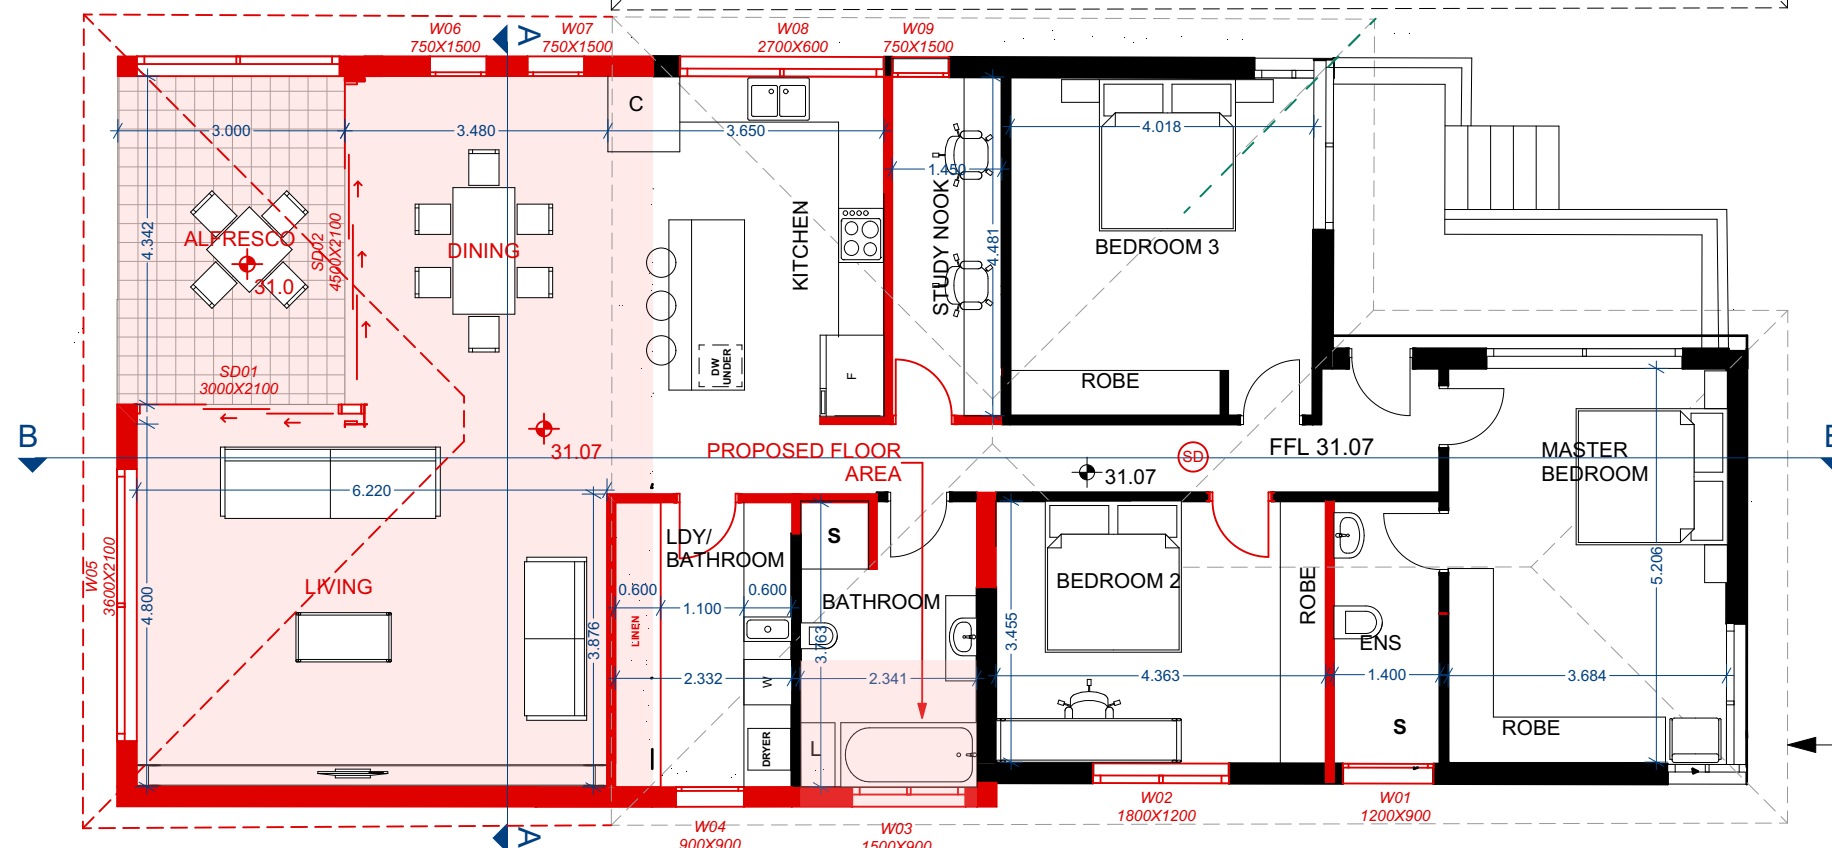 W06
750X1500
A
W07
750X1500
W08
2700X600
W09
750X1500
C
3.000
3.480
3.650
4.018
1.450
4.342
ALFRESCO
31.0
SD02
4500X2100
DINING
KITCHEN
STUDY NOOK
4.481
BEDROOM 3
SD01
3000X2100
DW
UNDER
F
ROBE
B
31.07
PROPOSED FLOOR
AREA
SD
FFL 31.07
31.07
MASTER
BEDROOM
6.220
LDY/
BATHROOM
S
W05
3600X2100
LIVING
4.800
0.600
1.100
0.600
LINEN
3.876
BATHROOM
3.763
BEDROOM 2
3.455
ROBE
ENS
5.206
2.332
W
2.341
4.363
1.400
3.684
DRYER
L
S
ROBE
W04
900X900
W03
1500X900
W02
1800X1200
W01
1200X900
A